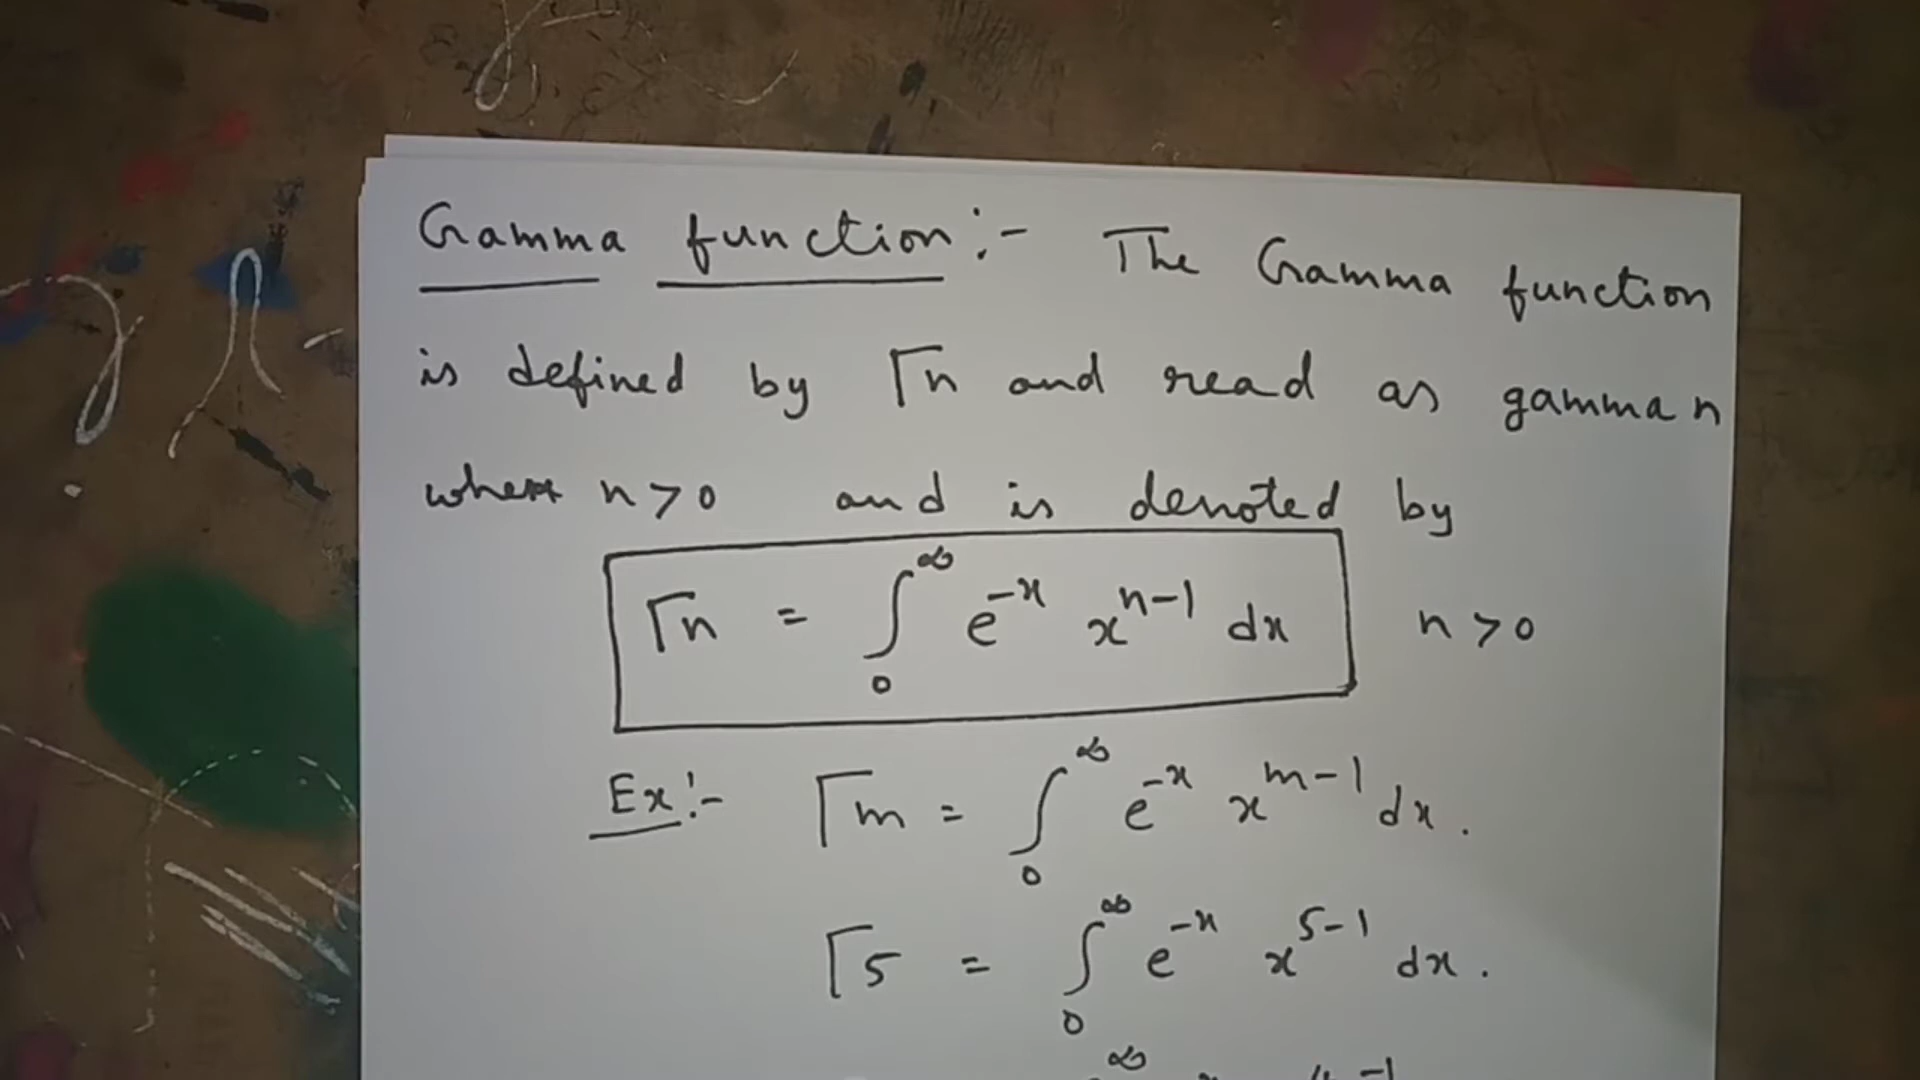 Gamma function :- The Gamma function
is defined by Γn and read as gamma n
where n>0 and is denoted by
Γn = ∫₀^∞ e^-x x^n-1 dx n>0
Ex:- Γm = ∫₀^∞ e^-x x^m-1 dx.
Γ5 = ∫₀^∞ e^-x x^5-1 dx.
∞